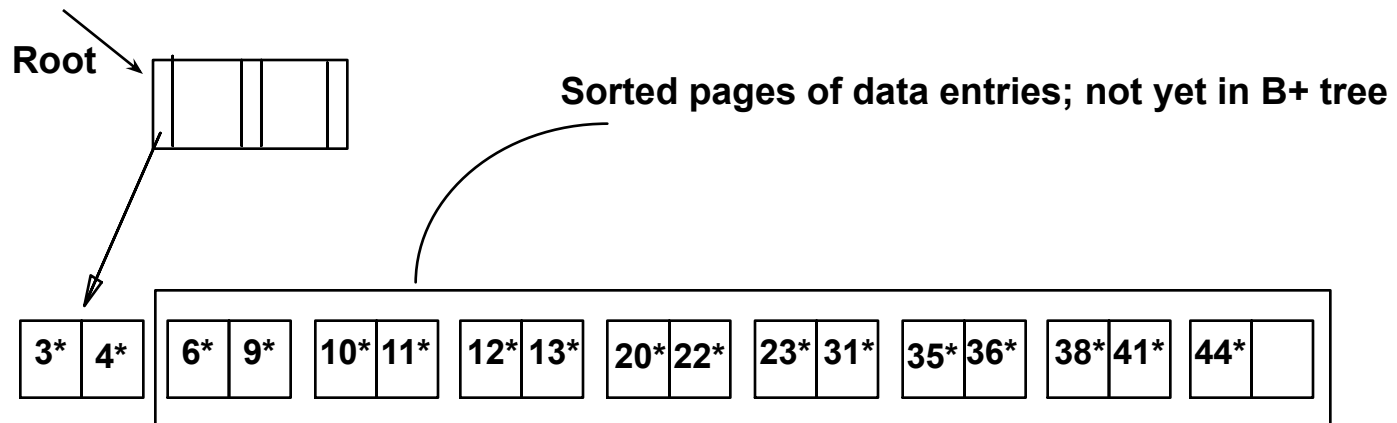 Root
Sorted pages of data entries; not yet in B+ tree
3* 4* 6* 9* 10* 11* 12* 13* 20* 22* 23* 31* 35* 36* 38* 41* 44*